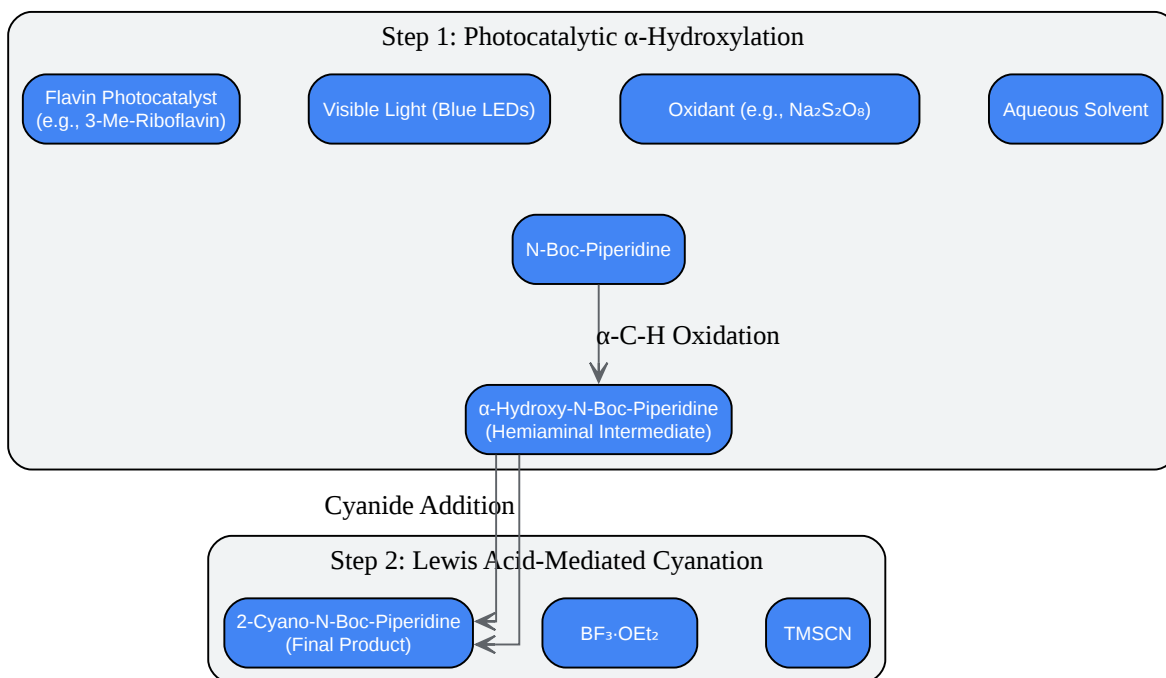 Step 1: Photocatalytic α-Hydroxylation
Flavin Photocatalyst
(e.g., 3-Me-Riboflavin)
Visible Light (Blue LEDs)
Oxidant (e.g., Na₂S₂O₈)
Aqueous Solvent
N-Boc-Piperidine
α-C-H Oxidation
α-Hydroxy-N-Boc-Piperidine
(Hemiaminal Intermediate)
Cyanide Addition
Step 2: Lewis Acid-Mediated Cyanation
2-Cyano-N-Boc-Piperidine
(Final Product)
BF₃·OEt₂
TMSCN